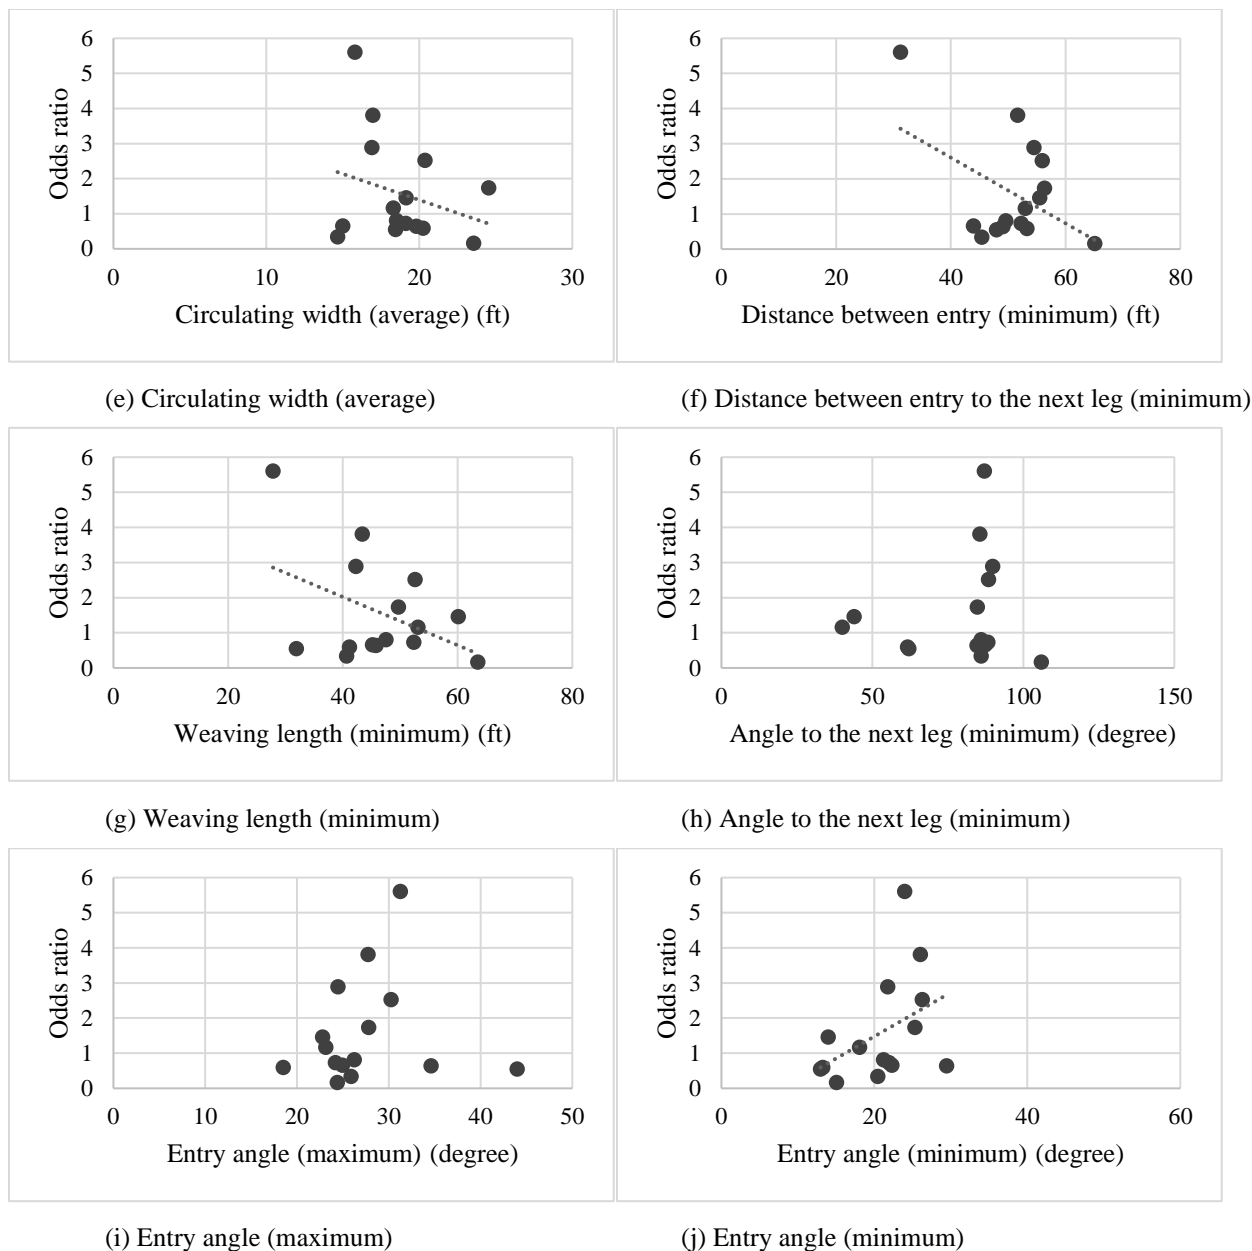 6
5
4
3
2
1
0
Odds ratio
0 10 20 30
Circulating width (average) (ft)
(e) Circulating width (average)
6
5
4
3
2
1
0
Odds ratio
0 20 40 60 80
Distance between entry (minimum) (ft)
(f) Distance between entry to the next leg (minimum)
6
5
4
3
2
1
0
Odds ratio
0 20 40 60 80
Weaving length (minimum) (ft)
(g) Weaving length (minimum)
6
5
4
3
2
1
0
Odds ratio
0 50 100 150
Angle to the next leg (minimum) (degree)
(h) Angle to the next leg (minimum)
6
5
4
3
2
1
0
Odds ratio
0 10 20 30 40 50
Entry angle (maximum) (degree)
(i) Entry angle (maximum)
6
5
4
3
2
1
0
Odds ratio
0 20 40 60
Entry angle (minimum) (degree)
(j) Entry angle (minimum)